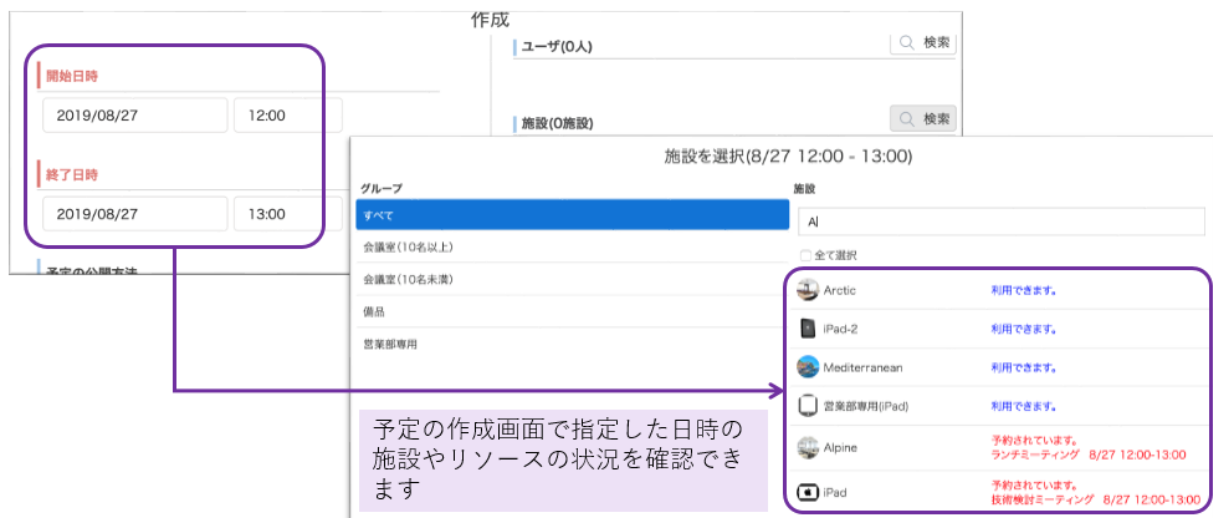 作成
開始日時
2019/08/27 12:00
終了日時
2019/08/27 13:00
予定の公開方法
ユーザ(0人) 検索
施設(0施設) 検索
施設を選択(8/27 12:00 - 13:00)
グループ
すべて
会議室(10名以上)
会議室(10名未満)
備品
営業部専用
施設
A
全て選択
Arctic 利用できます。
iPad-2 利用できます。
Mediterranean 利用できます。
営業部専用(iPad) 利用できます。
Alpine 予約されています。
ランチミーティング 8/27 12:00-13:00
iPad 予約されています。
技術検討ミーティング 8/27 12:00-13:00
予定の作成画面で指定した日時の
施設やリソースの状況を確認でき
ます